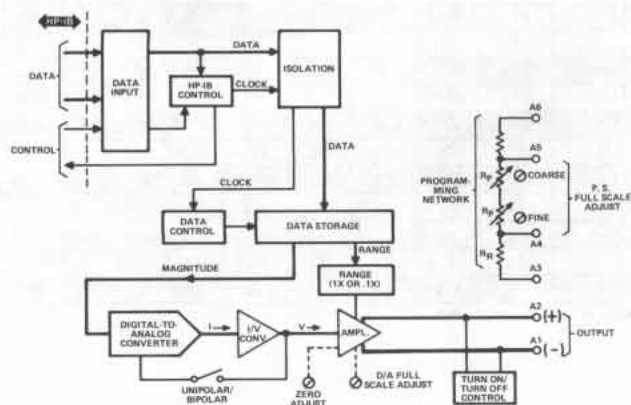 HP-IB
DATA
CONTROL
DATA
INPUT
DATA
HP-IB
CONTROL
CLOCK
ISOLATION
DATA
CLOCK
DATA
CONTROL
DATA STORAGE
RANGE
MAGNITUDE
RANGE
(1X OR .1X)
DIGITAL-TO-
ANALOG
CONVERTER
I
I/V
CONV.
V
AMPL.
UNIPOLAR/
BIPOLAR
ZERO
ADJUST
D/A FULL
SCALE ADJUST
TURN ON/
TURN OFF
CONTROL
A6
A5
PROGRAM-
MING
NETWORK
RP
COARSE
RP
FINE
P. S.
FULL SCALE
ADJUST
A4
RR
A3
A2
(+)
OUTPUT
A1
(-)